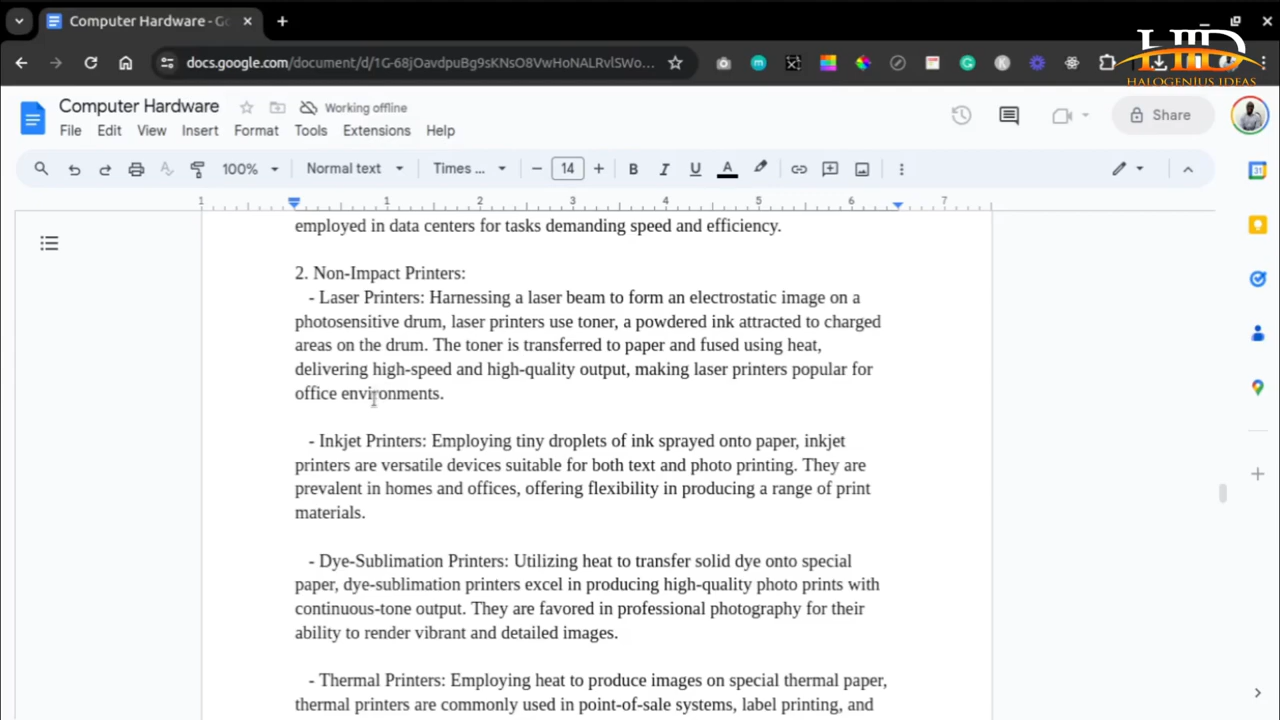 Computer Hardware - Go
docs.google.com/document/d/1G-68jOavdpuBg9sKNsO8VwHoNALRvlSWo...
HID
HALOGENIUS IDEAS
Computer Hardware
Working offline
Share
File Edit View Insert Format Tools Extensions Help
100% Normal text Times ... 14 B I U A
1 1 2 3 4 5 6 7
employed in data centers for tasks demanding speed and efficiency.
2. Non-Impact Printers:
- Laser Printers: Harnessing a laser beam to form an electrostatic image on a
photosensitive drum, laser printers use toner, a powdered ink attracted to charged
areas on the drum. The toner is transferred to paper and fused using heat,
delivering high-speed and high-quality output, making laser printers popular for
office environments.
- Inkjet Printers: Employing tiny droplets of ink sprayed onto paper, inkjet
printers are versatile devices suitable for both text and photo printing. They are
prevalent in homes and offices, offering flexibility in producing a range of print
materials.
- Dye-Sublimation Printers: Utilizing heat to transfer solid dye onto special
paper, dye-sublimation printers excel in producing high-quality photo prints with
continuous-tone output. They are favored in professional photography for their
ability to render vibrant and detailed images.
- Thermal Printers: Employing heat to produce images on special thermal paper,
thermal printers are commonly used in point-of-sale systems, label printing, and